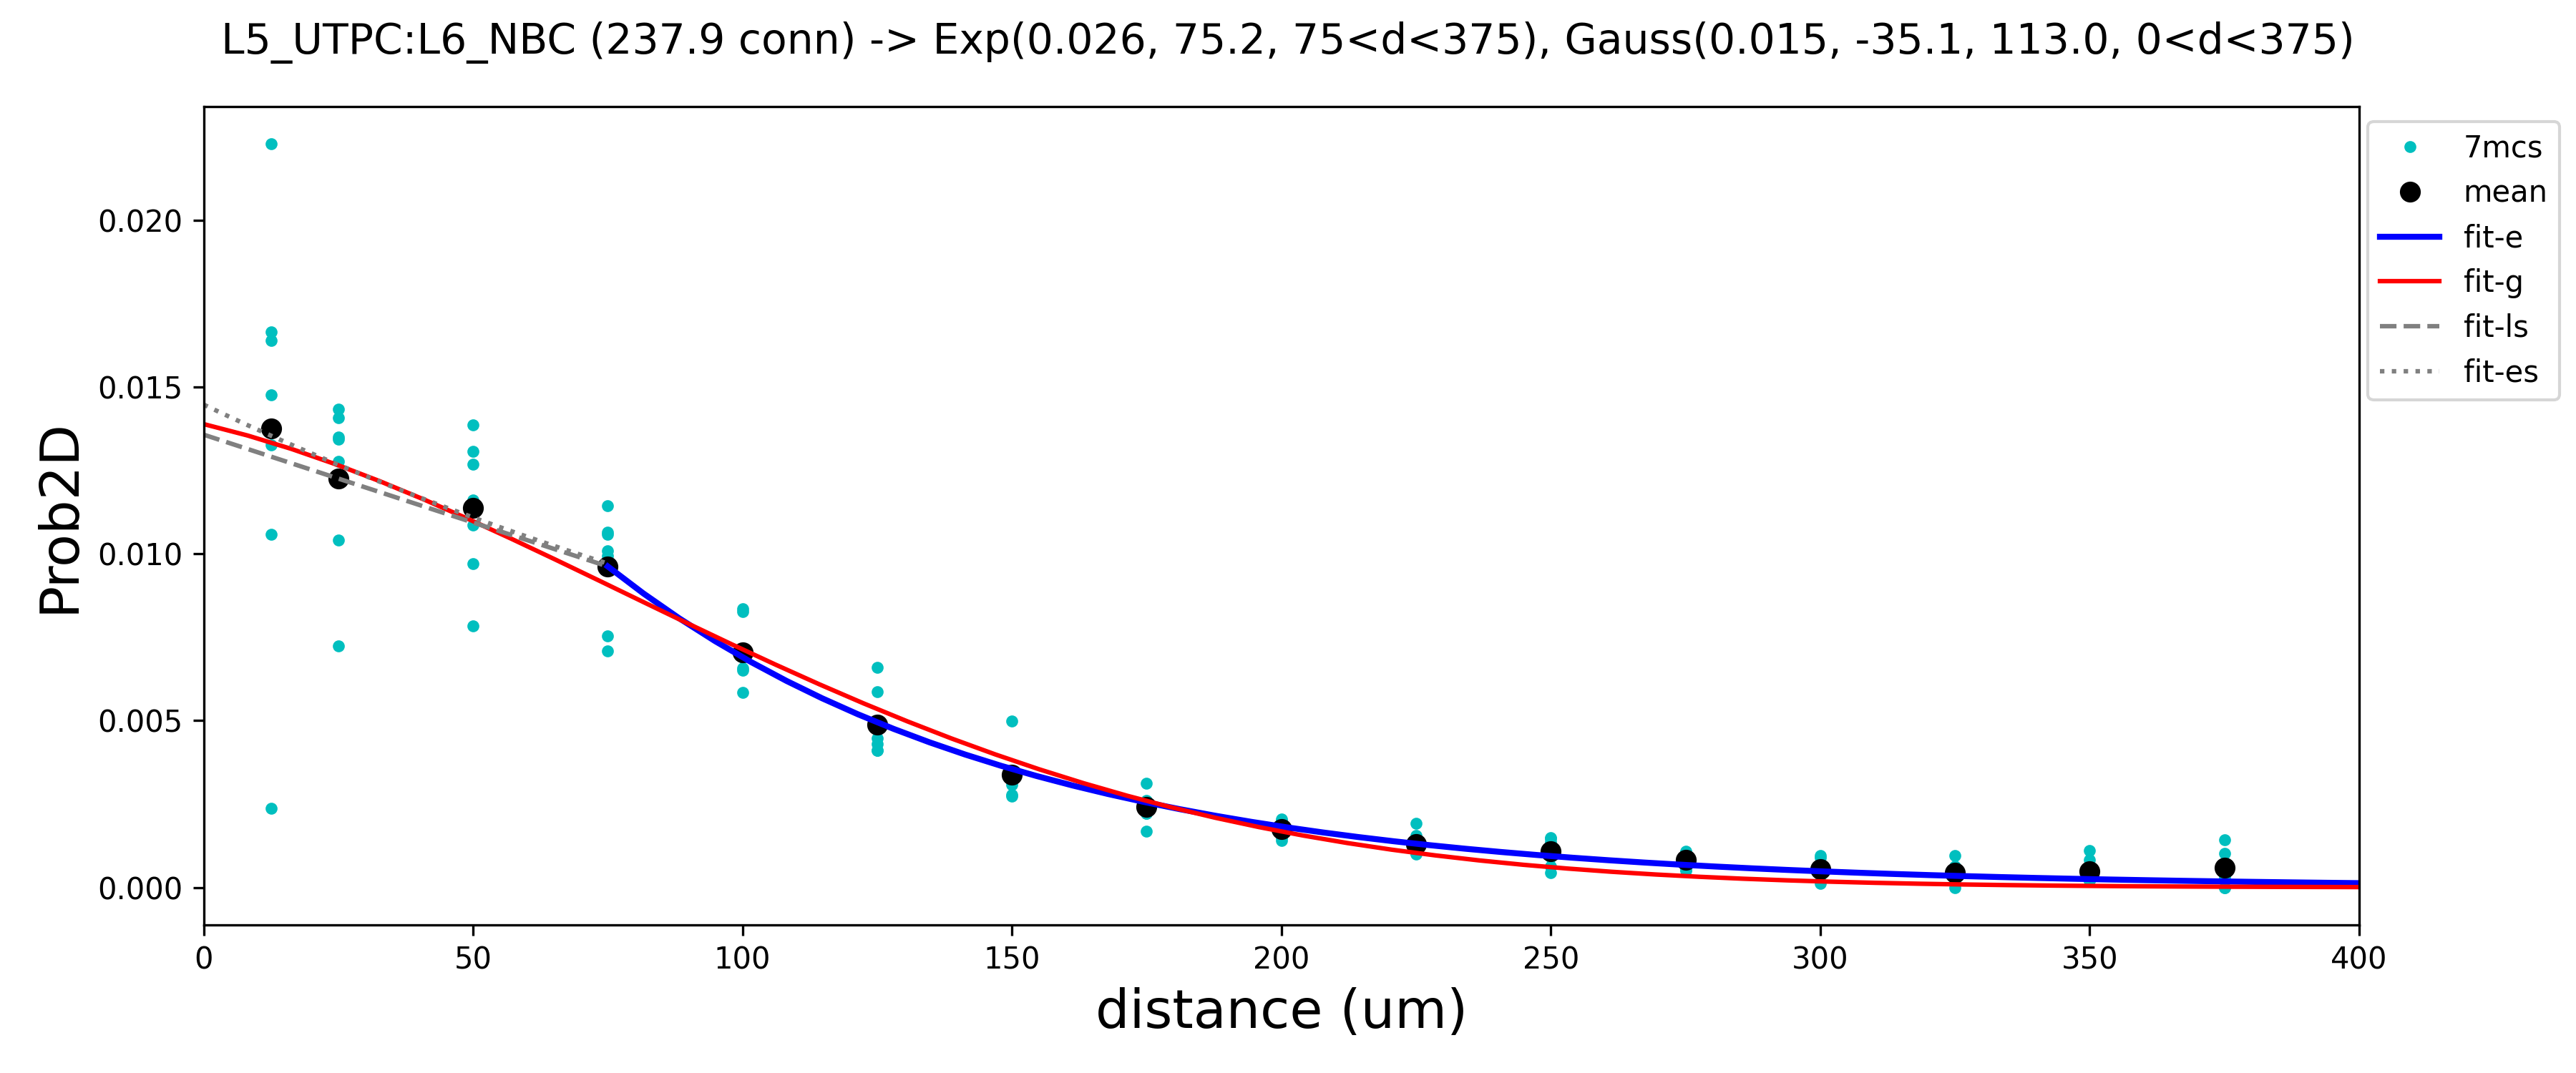 L5_UTPC:L6_NBC (237.9 conn) -> Exp(0.026, 75.2, 75<d<375), Gauss(0.015, -35.1, 113.0, 0<d<375)
Prob2D
0.020
0.015
0.010
0.005
0.000
0 50 100 150 200 250 300 350 400
distance (um)
7mcs
mean
fit-e
fit-g
fit-ls
fit-es